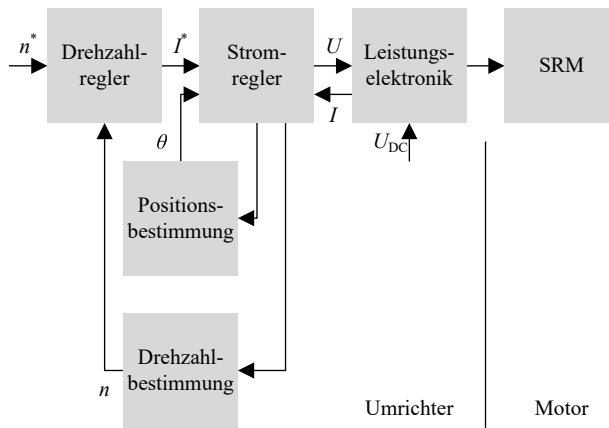 n*
Drehzahl-
regler
I*
Strom-
regler
U
I
Leistungs-
elektronik
SRM
θ
U_DC
Positions-
bestimmung
Drehzahl-
bestimmung
n
Umrichter
Motor